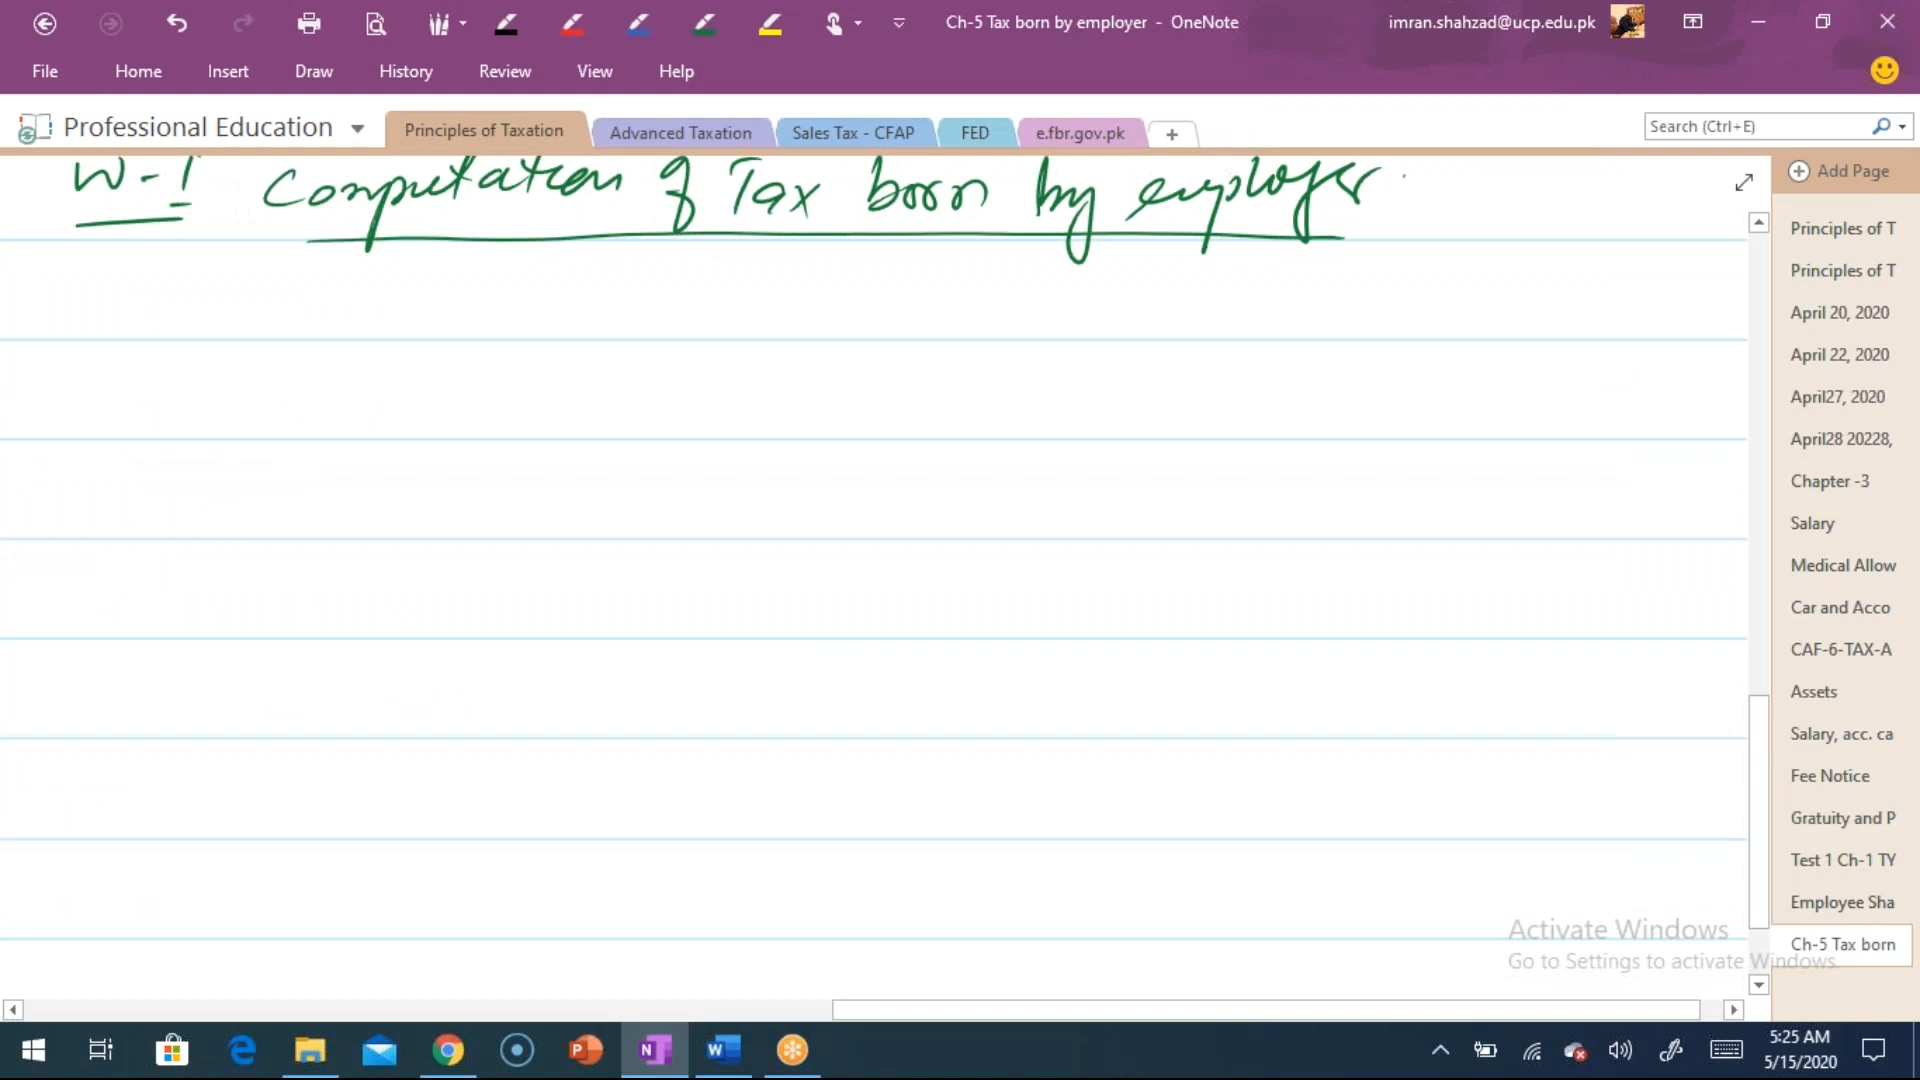 Ch-5 Tax born by employer - OneNote
imran.shahzad@ucp.edu.pk
File Home Insert Draw History Review View Help
Professional Education
Principles of Taxation
Advanced Taxation
Sales Tax - CFAP
FED
e.fbr.gov.pk
+
Search (Ctrl+E)
W-1 Computation of Tax born by employer
Add Page
Principles of T
Principles of T
April 20, 2020
April 22, 2020
April27, 2020
April28 20228,
Chapter -3
Salary
Medical Allow
Car and Acco
CAF-6-TAX-A
Assets
Salary, acc. ca
Fee Notice
Gratuity and P
Test 1 Ch-1 TY
Employee Sha
Ch-5 Tax born
Activate Windows
Go to Settings to activate Windows.
5:25 AM
5/15/2020